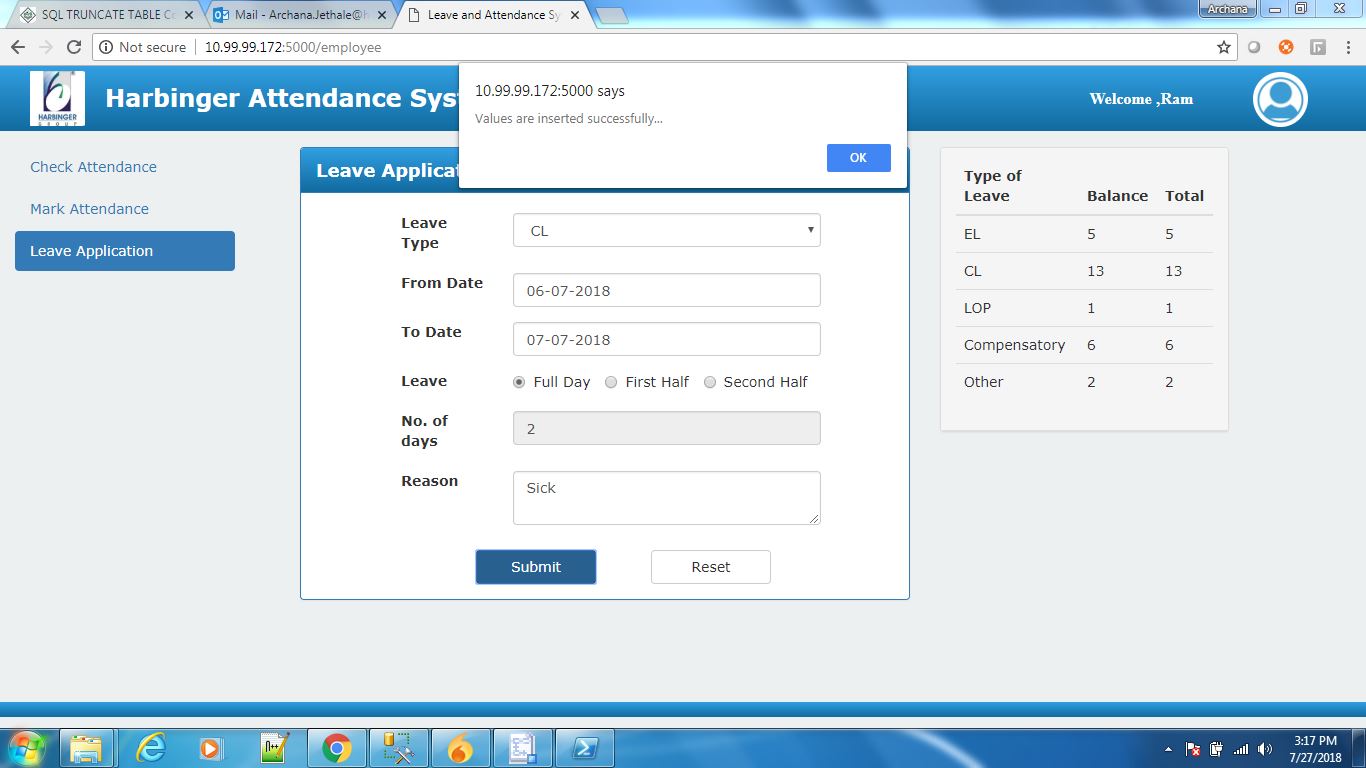 SQL TRUNCATE TABLE Co
Mail - Archana.Jethale@h
Leave and Attendance Sy
Archana
Not secure
10.99.99.172:5000/employee
HARBINGER
GROUP
Harbinger Attendance Sys
Welcome ,Ram
10.99.99.172:5000 says
Values are inserted successfully...
OK
Check Attendance
Mark Attendance
Leave Application
Leave Applicat
Leave
Type
CL
From Date
06-07-2018
To Date
07-07-2018
Leave
Full Day First Half Second Half
No. of
days
2
Reason
Sick
Submit
Reset
Type of
Leave Balance Total
EL 5 5
CL 13 13
LOP 1 1
Compensatory 6 6
Other 2 2
3:17 PM
7/27/2018